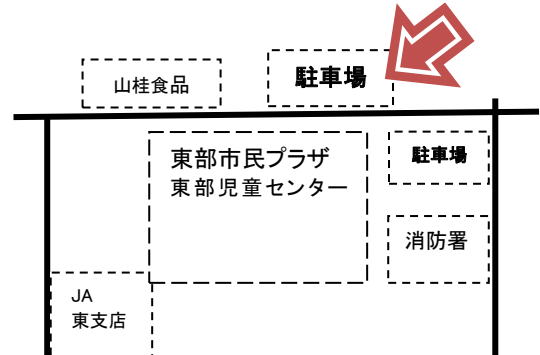 山桂食品
駐車場
東部市民プラザ
東部児童センター
駐車場
消防署
JA
東支店